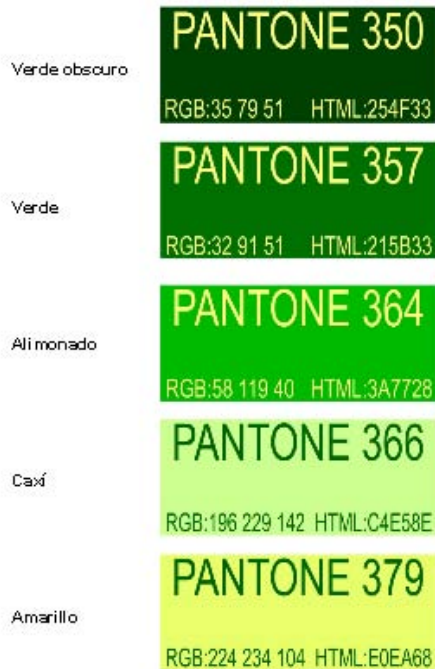 PANTONE 350
Verde obscuro
RGB:35 79 51 HTML:254F33
PANTONE 357
Verde
RGB:32 91 51 HTML:215B33
PANTONE 364
Alimonado
RGB:58 119 40 HTML:3A7728
PANTONE 366
Caxí
RGB:196 229 142 HTML:C4E58E
PANTONE 379
Amarillo
RGB:224 234 104 HTML:E0EA68